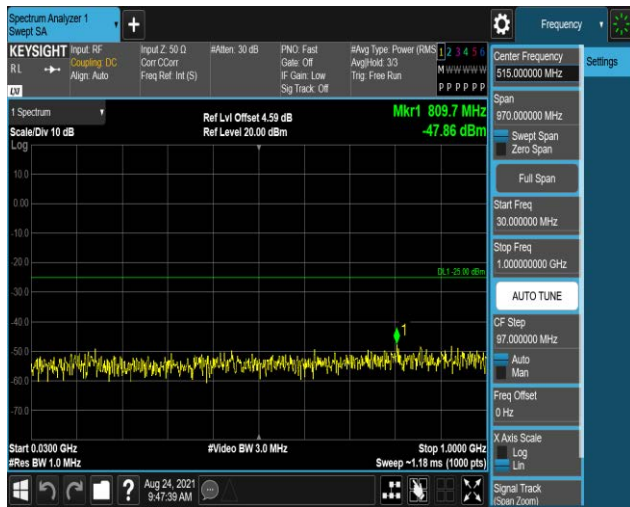 Spectrum Analyzer 1
Swept SA
Frequency
KEYSIGHT
RL
Input: RF
Coupling: DC
Align: Auto
Input Z: 50 Ω
Corr CCorr
Freq Ref: Int (S)
#Atten: 30 dB
PNO: Fast
Gate: Off
IF Gain: Low
Sig Track: Off
#Avg Type: Power (RMS
Avg|Hold: 3/3
Trig: Free Run
1 2 3 4 5 6
M W W W W W
P P P P P P
Center Frequency
515.000000 MHz
Settings
Span
970.000000 MHz
Swept Span
Zero Span
Full Span
Start Freq
30.000000 MHz
Stop Freq
1.000000000 GHz
AUTO TUNE
CF Step
97.000000 MHz
Auto
Man
Freq Offset
0 Hz
X Axis Scale
Log
Lin
Signal Track
(Span Zoom)
1 Spectrum
Scale/Div 10 dB
Ref Lvl Offset 4.59 dB
Ref Level 20.00 dBm
Mkr1 809.7 MHz
-47.86 dBm
Log
10.0
0.00
-10.0
-20.0
DL1 -25.00 dBm
-30.0
-40.0
1
-50.0
-60.0
-70.0
Start 0.0300 GHz
#Res BW 1.0 MHz
#Video BW 3.0 MHz
Stop 1.0000 GHz
Sweep ~1.18 ms (1000 pts)
?
Aug 24, 2021
9:47:39 AM